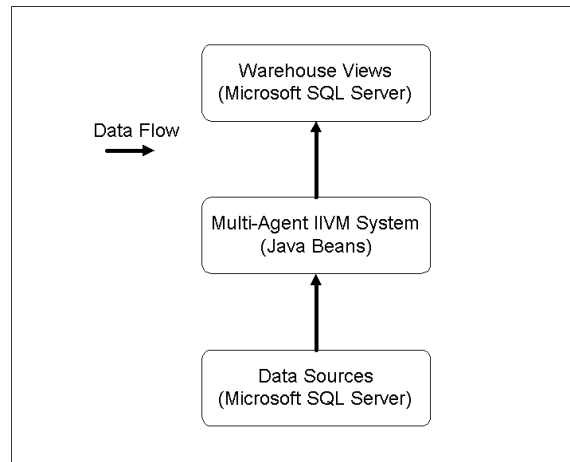 Warehouse Views
(Microsoft SQL Server)
Data Flow
Multi-Agent IIVM System
(Java Beans)
Data Sources
(Microsoft SQL Server)